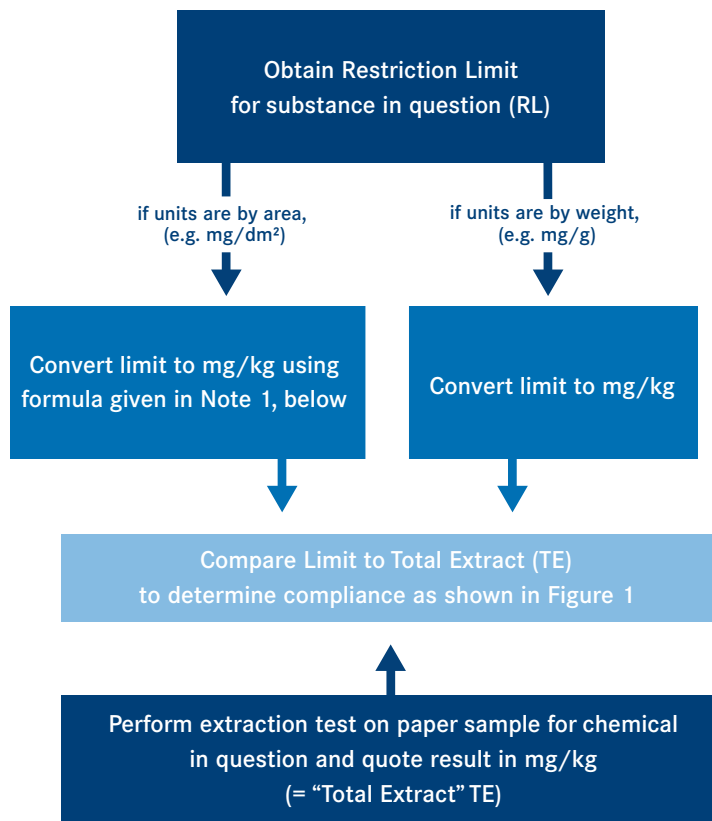 Obtain Restriction Limit
for substance in question (RL)
if units are by area,
(e.g. mg/dm²)
if units are by weight,
(e.g. mg/g)
Convert limit to mg/kg using
formula given in Note 1, below
Convert limit to mg/kg
Compare Limit to Total Extract (TE)
to determine compliance as shown in Figure 1
Perform extraction test on paper sample for chemical
in question and quote result in mg/kg
(= “Total Extract” TE)